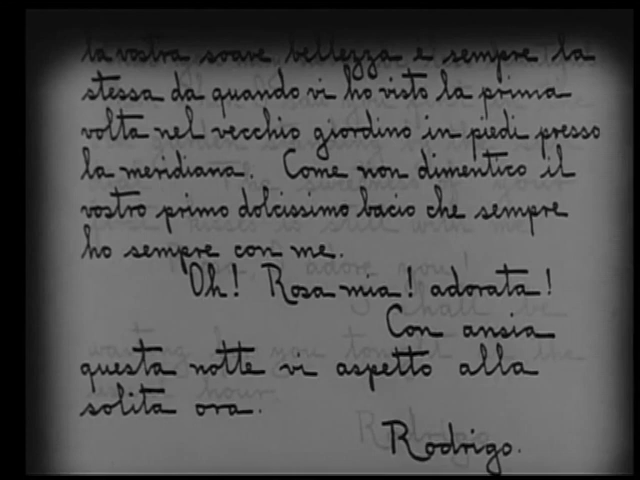 la vostra soave bellezza e sempre la
stessa da quando vi ho visto la prima
volta nel vecchio giordino in piedi presso
la meridiana. Come non dimentico il
vostro primo dolcissimo bacio che sempre
ho sempre con me.
Oh! Rosa mia! adorata!
Con ansia
questa notte vi aspetto alla
solita ora.
Rodrigo.